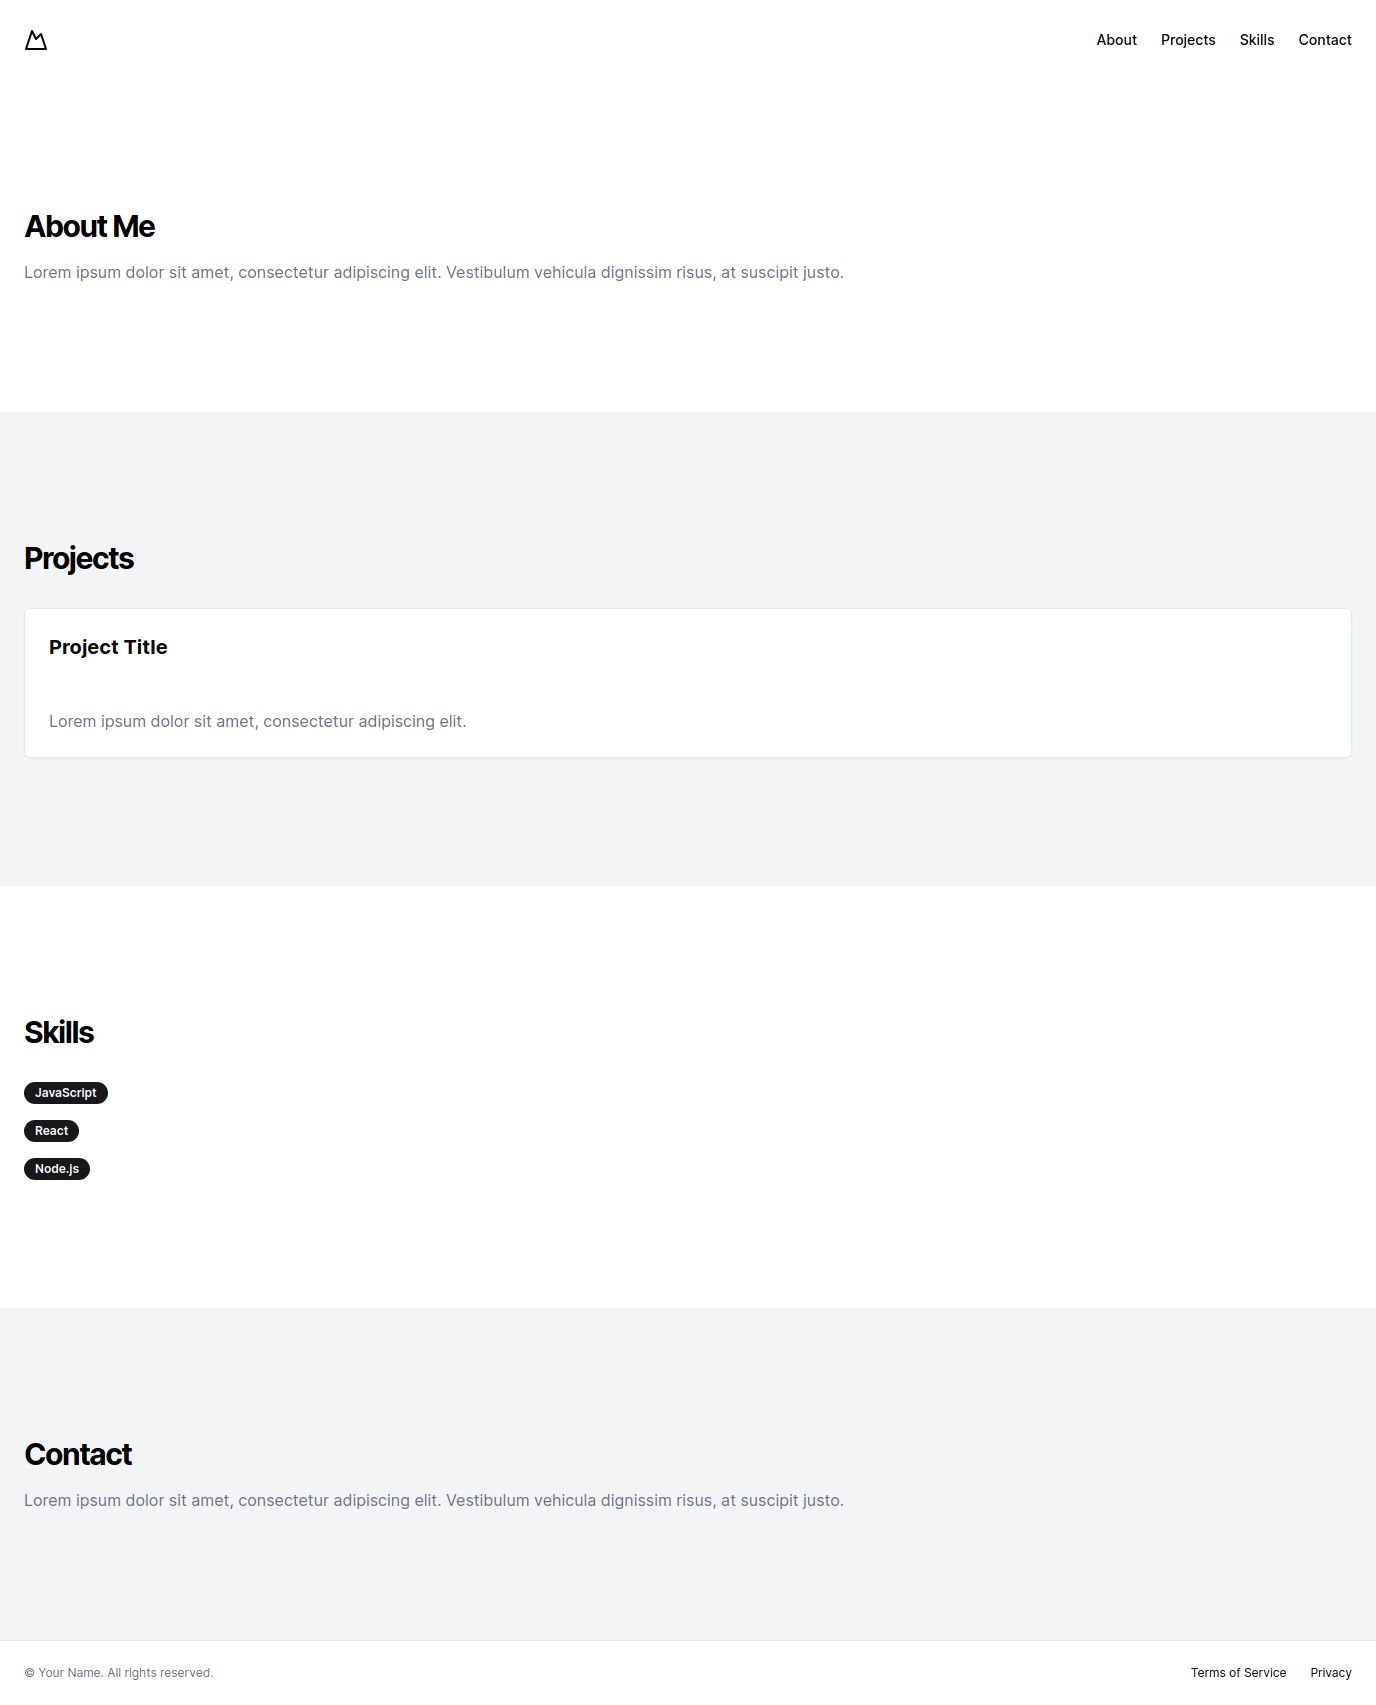 About Projects Skills Contact
About Me
Lorem ipsum dolor sit amet, consectetur adipiscing elit. Vestibulum vehicula dignissim risus, at suscipit justo.
Projects
Project Title
Lorem ipsum dolor sit amet, consectetur adipiscing elit.
Skills
JavaScript
React
Node.js
Contact
Lorem ipsum dolor sit amet, consectetur adipiscing elit. Vestibulum vehicula dignissim risus, at suscipit justo.
© Your Name. All rights reserved. Terms of Service Privacy